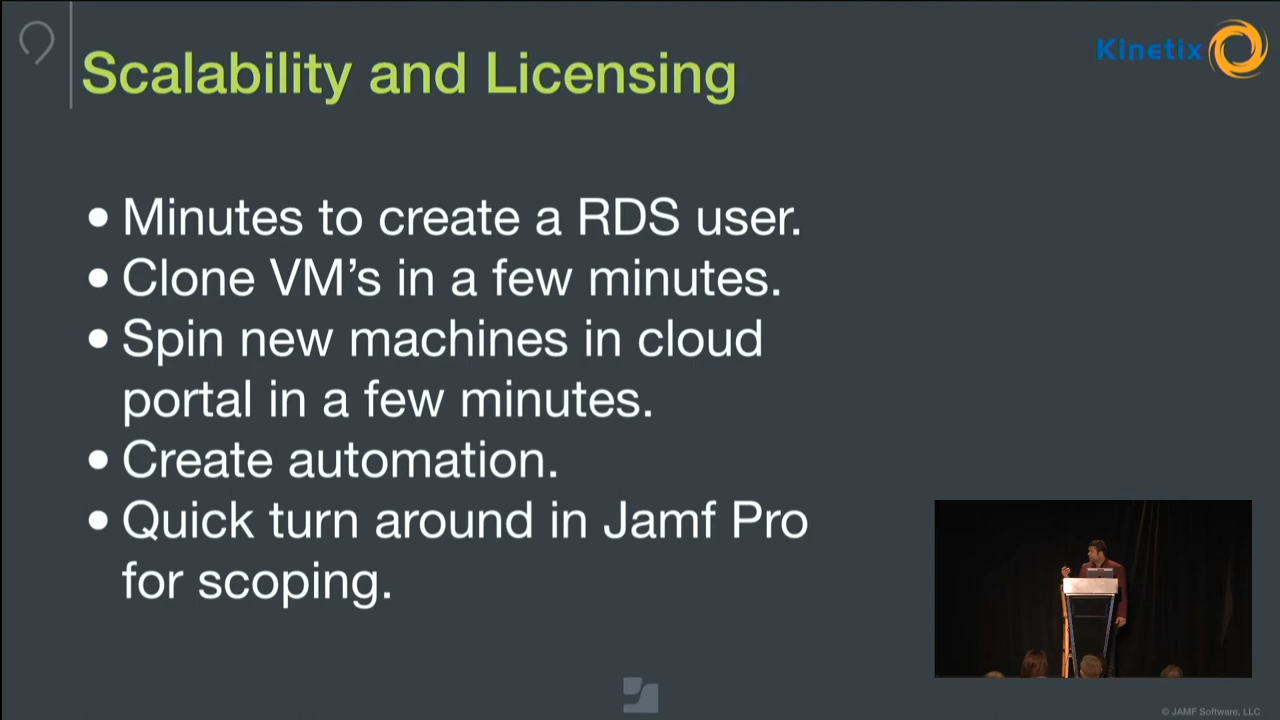 Scalability and Licensing
Kinetix
• Minutes to create a RDS user.
• Clone VM’s in a few minutes.
• Spin new machines in cloud
portal in a few minutes.
• Create automation.
• Quick turn around in Jamf Pro
for scoping.
© JAMF Software, LLC